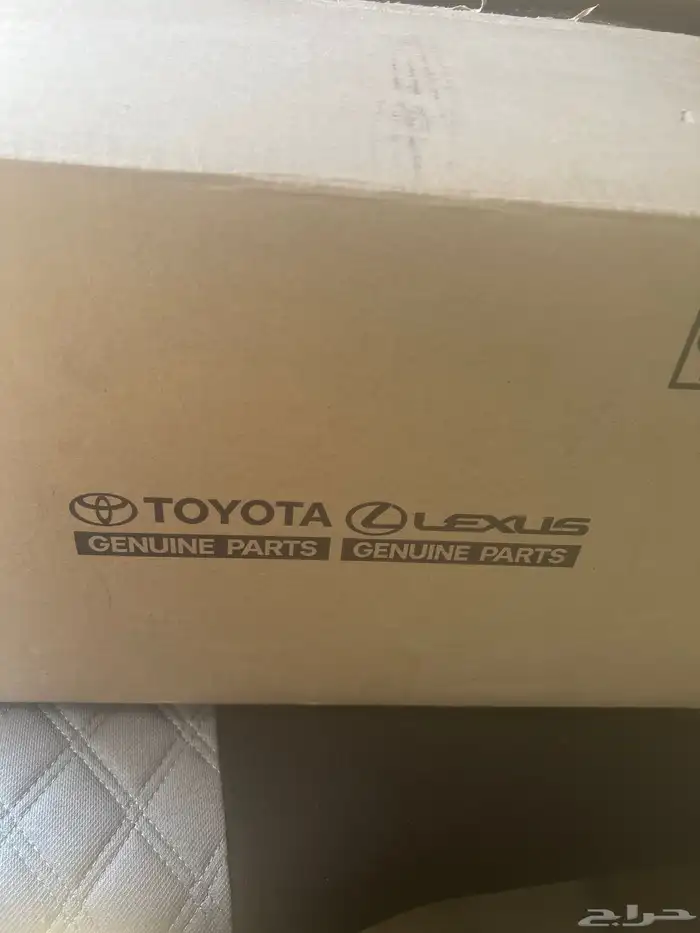 TOYOTA LEXUS
GENUINE PARTS GENUINE PARTS
حراج